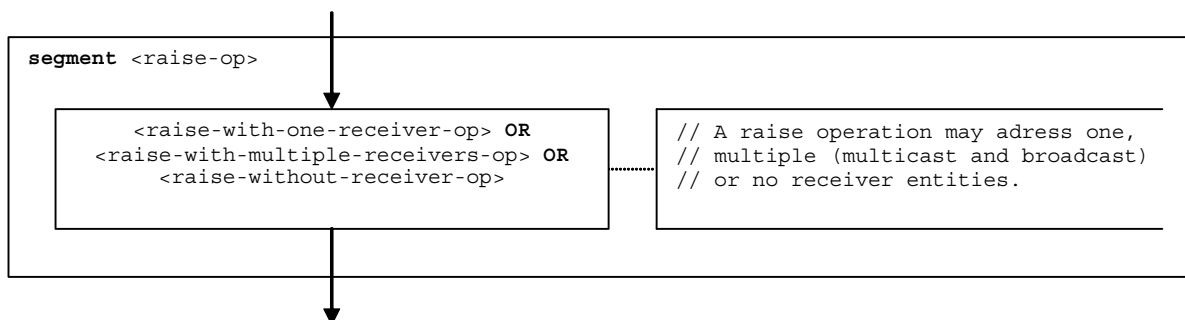 segment <raise-op>
<raise-with-one-receiver-op> OR
<raise-with-multiple-receivers-op> OR
<raise-without-receiver-op>
// A raise operation may adress one,
// multiple (multicast and broadcast)
// or no receiver entities.